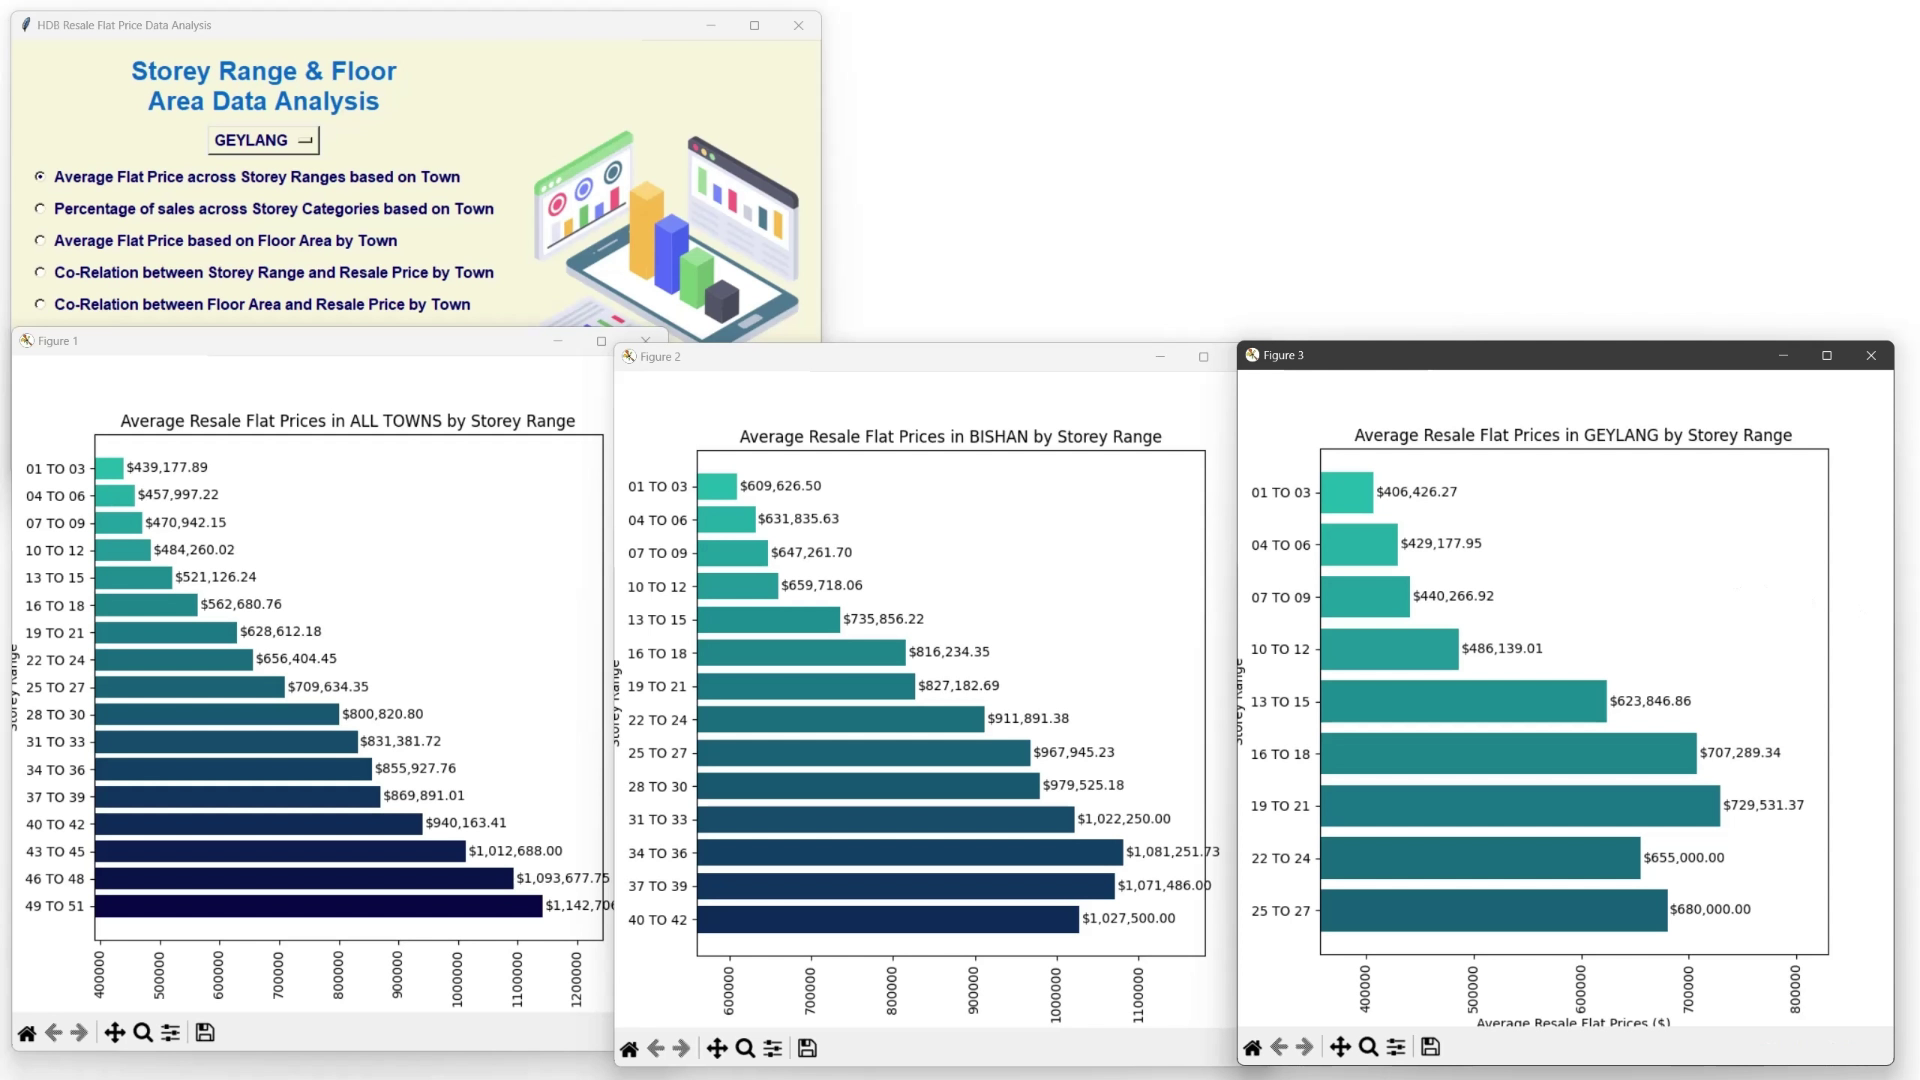 HDB Resale Flat Price Data Analysis
Storey Range & Floor
Area Data Analysis
GEYLANG
Average Flat Price across Storey Ranges based on Town
Percentage of sales across Storey Categories based on Town
Average Flat Price based on Floor Area by Town
Co-Relation between Storey Range and Resale Price by Town
Co-Relation between Floor Area and Resale Price by Town
Figure 1
Average Resale Flat Prices in ALL TOWNS by Storey Range
01 TO 03 $439,177.89
04 TO 06 $457,997.22
07 TO 09 $470,942.15
10 TO 12 $484,260.02
13 TO 15 $521,126.24
16 TO 18 $562,680.76
19 TO 21 $628,612.18
22 TO 24 $656,404.45
25 TO 27 $709,634.35
28 TO 30 $800,820.80
31 TO 33 $831,381.72
34 TO 36 $855,927.76
37 TO 39 $869,891.01
40 TO 42 $940,163.41
43 TO 45 $1,012,688.00
46 TO 48 $1,093,677.75
49 TO 51 $1,142,706
Storey Range
400000 500000 600000 700000 800000 900000 1000000 1100000 1200000
Figure 2
Average Resale Flat Prices in BISHAN by Storey Range
01 TO 03 $609,626.50
04 TO 06 $631,835.63
07 TO 09 $647,261.70
10 TO 12 $659,718.06
13 TO 15 $735,856.22
16 TO 18 $816,234.35
19 TO 21 $827,182.69
22 TO 24 $911,891.38
25 TO 27 $967,945.23
28 TO 30 $979,525.18
31 TO 33 $1,022,250.00
34 TO 36 $1,081,251.73
37 TO 39 $1,071,486.00
40 TO 42 $1,027,500.00
Storey Range
600000 700000 800000 900000 1000000 1100000
Figure 3
Average Resale Flat Prices in GEYLANG by Storey Range
01 TO 03 $406,426.27
04 TO 06 $429,177.95
07 TO 09 $440,266.92
10 TO 12 $486,139.01
13 TO 15 $623,846.86
16 TO 18 $707,289.34
19 TO 21 $729,531.37
22 TO 24 $655,000.00
25 TO 27 $680,000.00
Storey Range
400000 500000 600000 700000 800000
Average Resale Flat Prices ($)